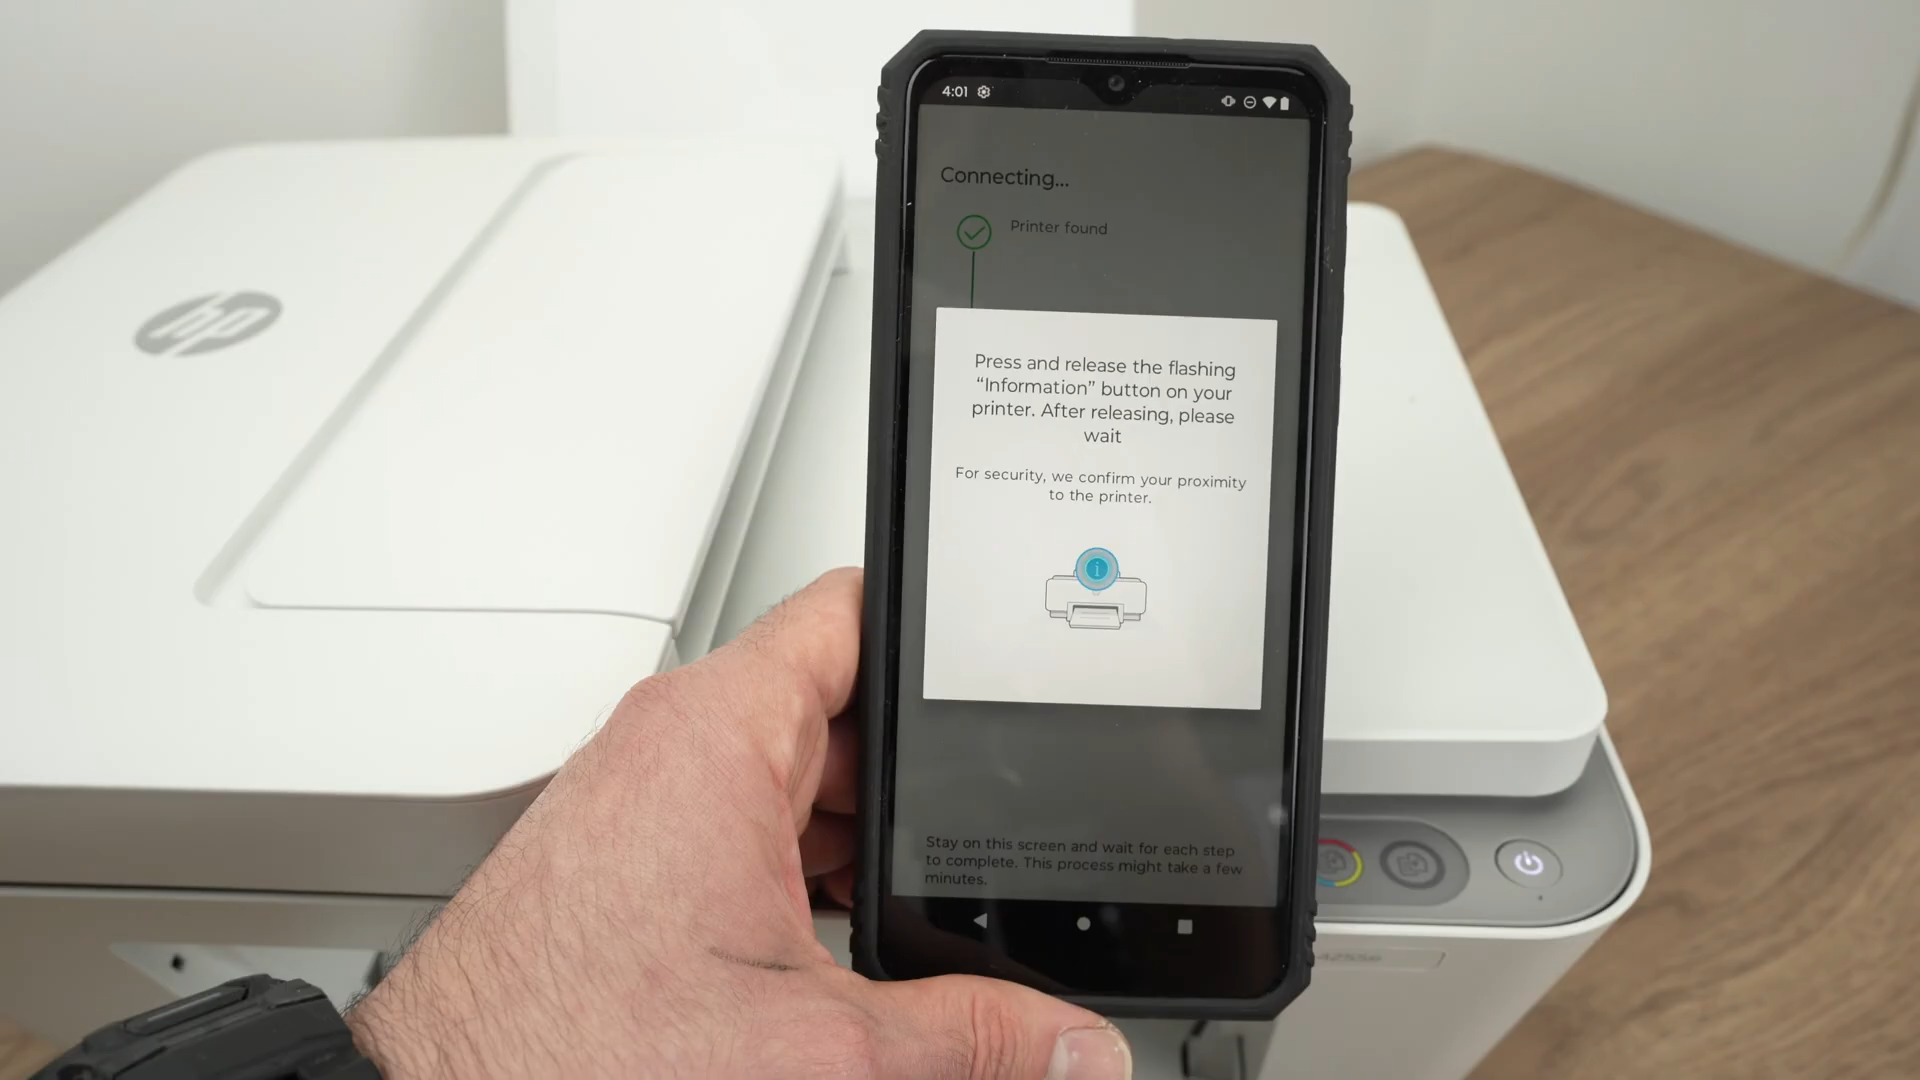 4:01
Connecting...
Printer found
hp
Press and release the flashing
“Information” button on your
printer. After releasing, please
wait
For security, we confirm your proximity
to the printer.
i
Stay on this screen and wait for each step
to complete. This process might take a few
minutes.